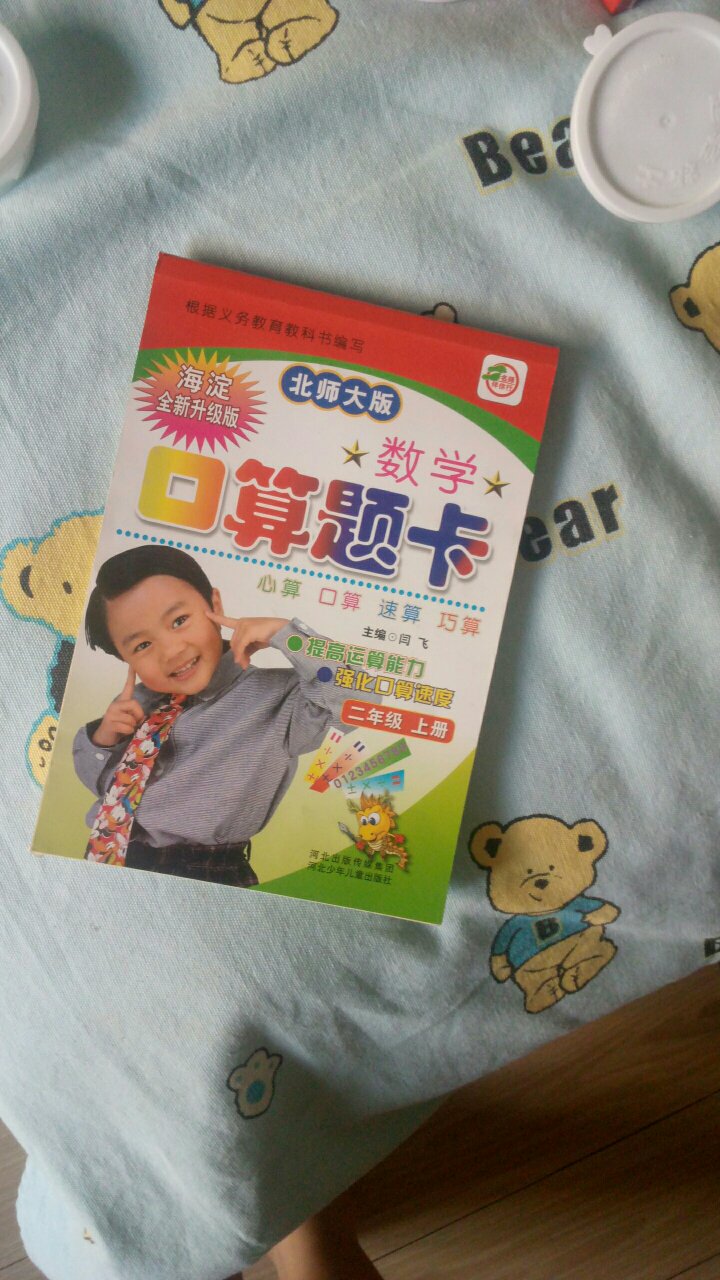 Bea
根据义务教育教科书编写
海淀
全新升级版
北师大版
数学
口算题卡
ear
心算 口算 速算 巧算
主编⊙闫飞
●提高运算能力
●强化口算速度
二年级 上册
0123456789
河北出版传媒集团
河北少年儿童出版社
B